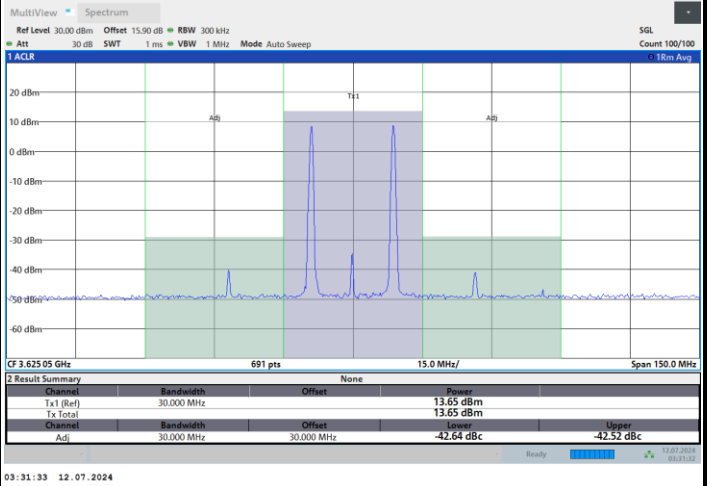 MultiView Spectrum
Ref Level 30.00 dBm Offset 15.90 dB RBW 300 kHz SGL
Att 30 dB SWT 1 ms VBW 1 MHz Mode Auto Sweep Count 100/100
1 ACLR 1Rm Avg
20 dBm
Tx1
10 dBm
Adj Adj
0 dBm
-10 dBm
-20 dBm
-30 dBm
-40 dBm
-50 dBm
-60 dBm
CF 3.625 05 GHz 691 pts 15.0 MHz/ Span 150.0 MHz
2 Result Summary None
Channel Bandwidth Offset Power
Tx1 (Ref) 30.000 MHz 13.65 dBm
Tx Total 13.65 dBm
Channel Bandwidth Offset Lower Upper
Adj 30.000 MHz 30.000 MHz -42.64 dBc -42.52 dBc
Ready 12.07.2024
03:31:32
03:31:33 12.07.2024